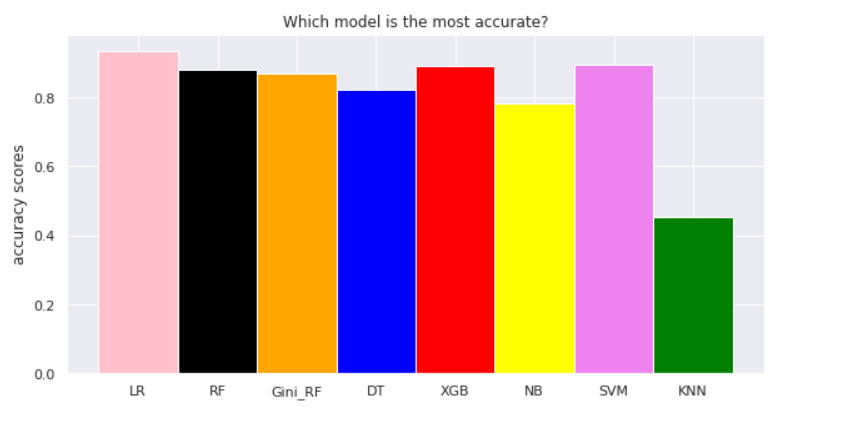 Which model is the most accurate?
accuracy scores
0.8
0.6
0.4
0.2
0.0
LR RF Gini_RF DT XGB NB SVM KNN